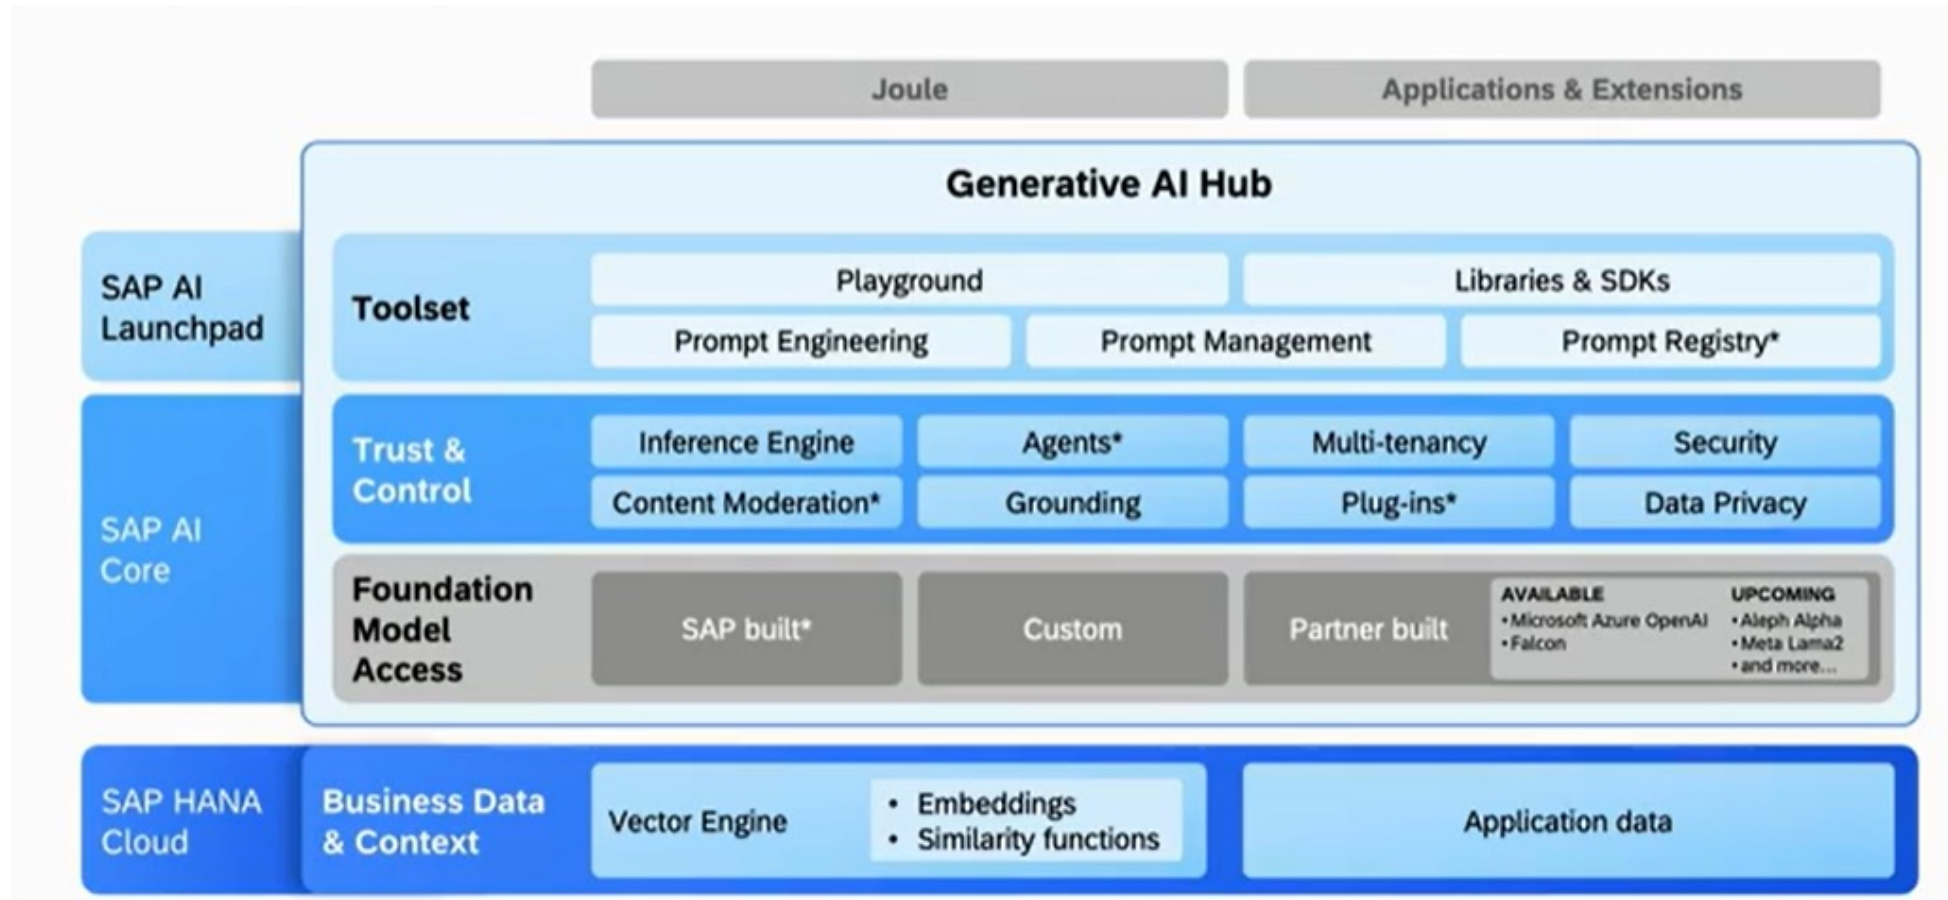 Joule
Applications & Extensions
Generative AI Hub
SAP AI
Launchpad
Toolset
Playground
Libraries & SDKs
Prompt Engineering
Prompt Management
Prompt Registry*
SAP AI
Core
Trust &
Control
Inference Engine
Agents*
Multi-tenancy
Security
Content Moderation*
Grounding
Plug-ins*
Data Privacy
Foundation
Model
Access
SAP built*
Custom
Partner built
AVAILABLE
• Microsoft Azure OpenAI
• Falcon
UPCOMING
• Aleph Alpha
• Meta Lama2
• and more...
SAP HANA
Cloud
Business Data
& Context
Vector Engine
• Embeddings
• Similarity functions
Application data